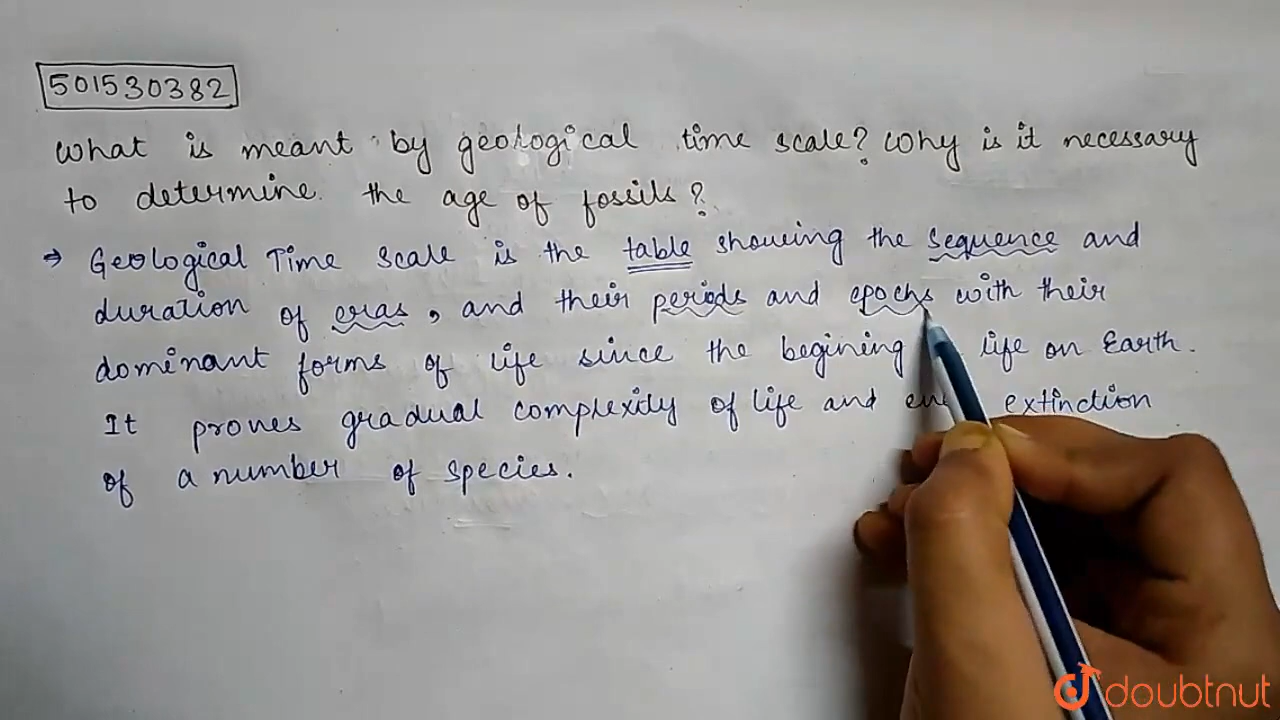 501530382
What is meant by geological time scale? Why is it necessary
to determine the age of fossils?
→ Geological Time scale is the table showing the sequence and
duration of eras, and their periods and epochs with their
dominant forms of life since the begining life on Earth.
It proves gradual complexity of life and extinction
of a number of species.
doubtnut